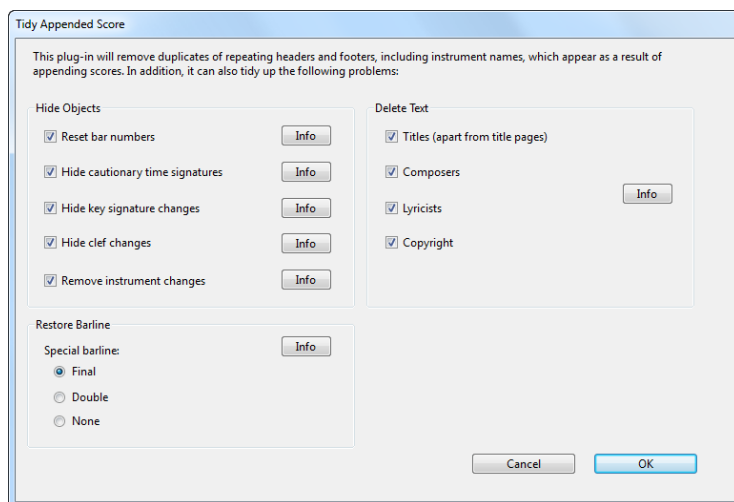 Tidy Appended Score
This plug-in will remove duplicates of repeating headers and footers, including instrument names, which appear as a result of
appending scores. In addition, it can also tidy up the following problems:
Hide Objects
Reset bar numbers
Info
Hide cautionary time signatures
Info
Hide key signature changes
Info
Hide clef changes
Info
Remove instrument changes
Info
Delete Text
Titles (apart from title pages)
Composers
Lyricists
Copyright
Info
Restore Barline
Special barline:
Info
Final
Double
None
Cancel
OK